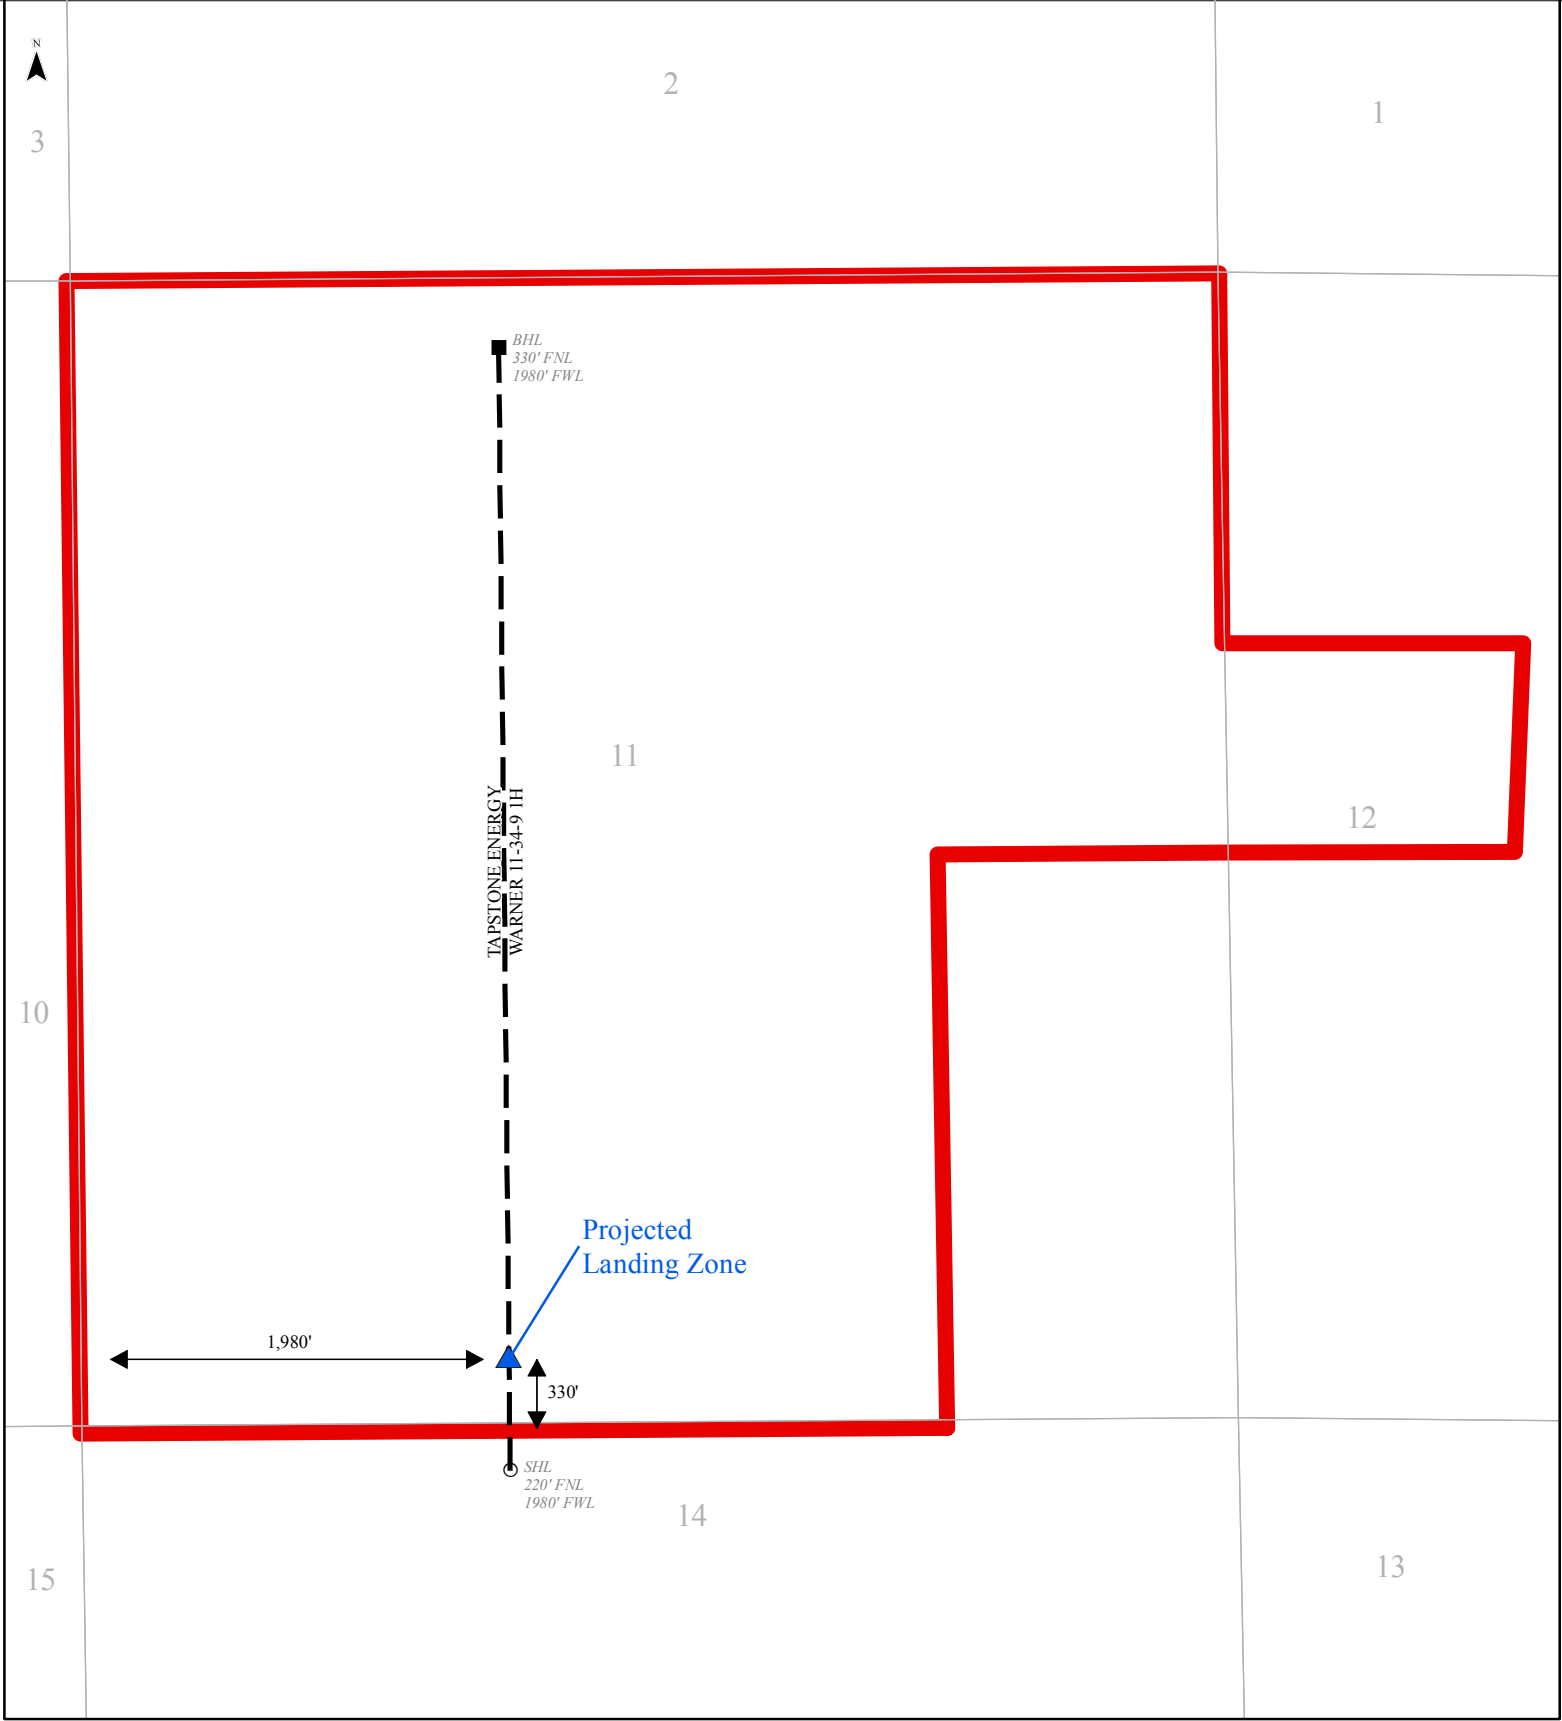 N
2
1
3
BHL
330' FNL
1980' FWL
11
TAPSTONE ENERGY
WARNER 11-34-9 1H
12
10
Projected
Landing Zone
1,980'
330'
SHL
220' FNL
1980' FWL
14
13
15